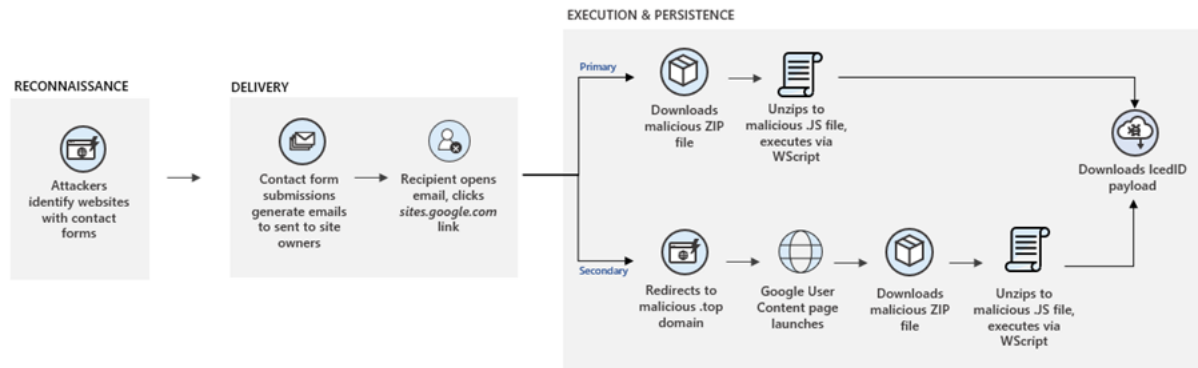 EXECUTION & PERSISTENCE
RECONNAISSANCE
Attackers
identify websites
with contact
forms
DELIVERY
Contact form
submissions
generate emails
to sent to site
owners
Recipient opens
email, clicks
sites.google.com
link
Primary
Downloads
malicious ZIP
file
Unzips to
malicious .JS file,
executes via
WScript
Downloads IcedID
payload
Secondary
Redirects to
malicious .top
domain
Google User
Content page
launches
Downloads
malicious ZIP
file
Unzips to
malicious .JS file,
executes via
WScript